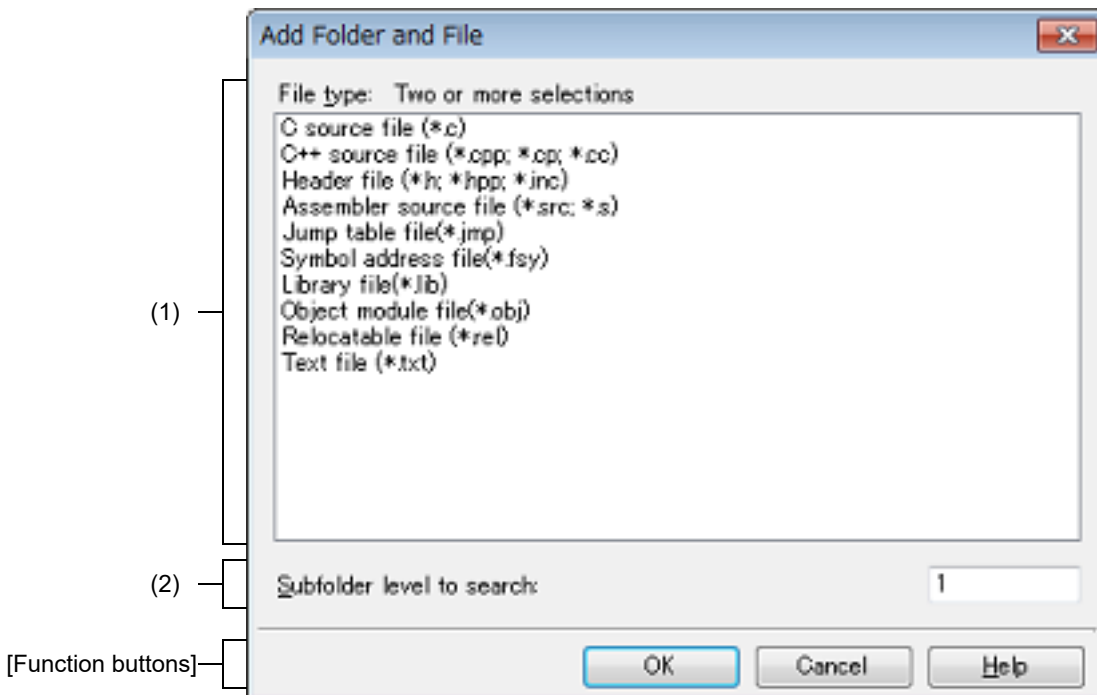 Add Folder and File
File type: Two or more selections
C source file (*.c)
C++ source file (*.cpp; *.cp; *.cc)
Header file (*.h; *.hpp; *.inc)
Assembler source file (*.src; *.s)
Jump table file(*.jmp)
Symbol address file(*.fsy)
Library file(*.lib)
Object module file(*.obj)
Relocatable file (*.rel)
Text file (*.txt)
(1)
(2)
Subfolder level to search:
1
[Function buttons]
OK
Cancel
Help